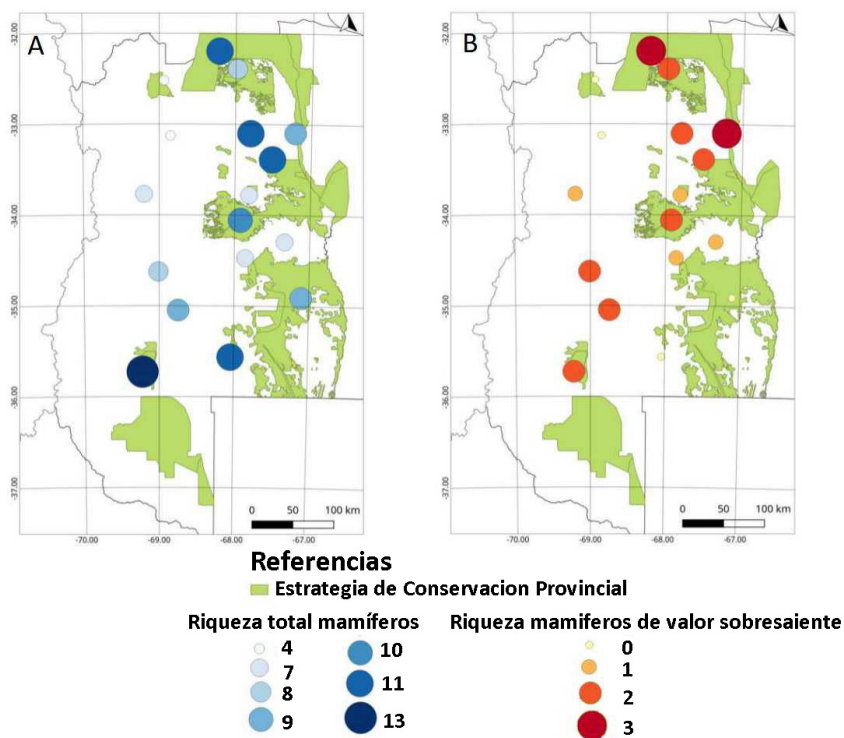 A
B
-32.00
-33.00
-34.00
-35.00
-36.00
-37.00
-32.00
-33.00
-34.00
-35.00
-36.00
-37.00
0 50 100 km
0 50 100 km
-70.00 -69.00 -68.00 -67.00
-70.00 -69.00 -68.00 -67.00
Referencias
Estrategia de Conservacion Provincial
Riqueza total mamíferos
4
7
8
9
10
11
13
Riqueza mamiferos de valor sobresaiente
0
1
2
3